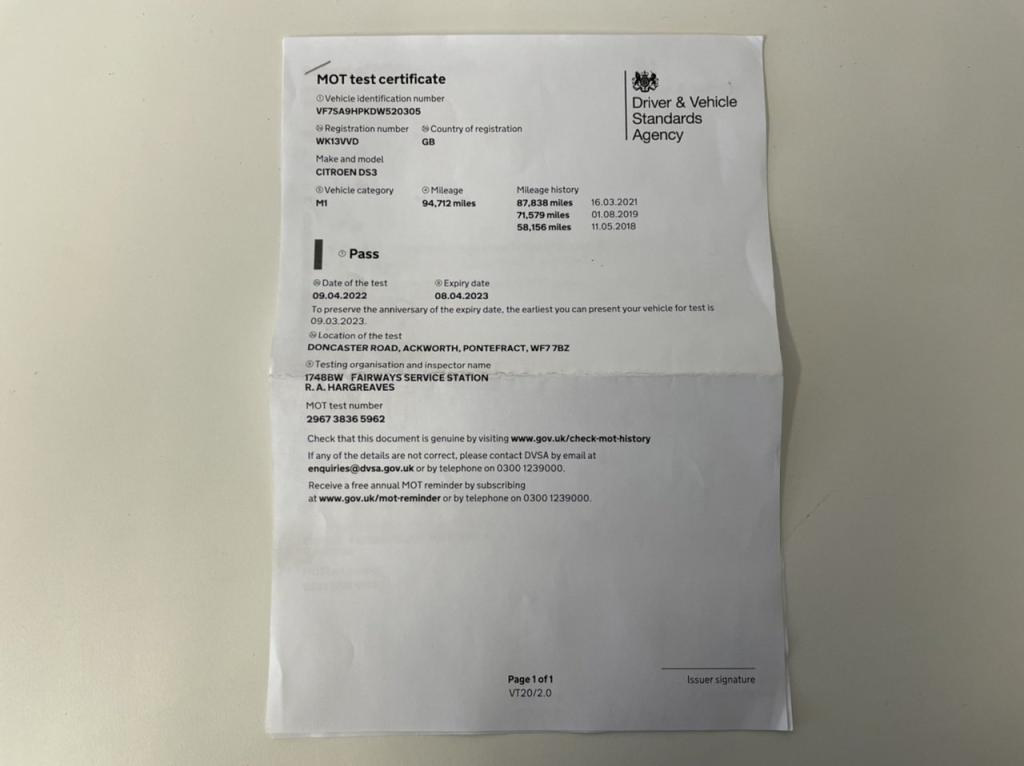 MOT test certificate
Driver & Vehicle
Standards
Agency
Vehicle identification number
VF7SA9HPKDW520305
Registration number Country of registration
WK13VVD GB
Make and model
CITROEN DS3
Vehicle category Mileage Mileage history
M1 94,712 miles 87,838 miles 16.03.2021
71,579 miles 01.08.2019
58,156 miles 11.05.2018
Pass
Date of the test Expiry date
09.04.2022 08.04.2023
To preserve the anniversary of the expiry date, the earliest you can present your vehicle for test is
09.03.2023.
Location of the test
DONCASTER ROAD, ACKWORTH, PONTEFRACT, WF7 7BZ
Testing organisation and inspector name
1748BW FAIRWAYS SERVICE STATION
R. A. HARGREAVES
MOT test number
2967 3836 5962
Check that this document is genuine by visiting www.gov.uk/check-mot-history
If any of the details are not correct, please contact DVSA by email at
enquiries@dvsa.gov.uk or by telephone on 0300 1239000.
Receive a free annual MOT reminder by subscribing
at www.gov.uk/mot-reminder or by telephone on 0300 1239000.
Page 1 of 1
VT20/2.0
Issuer signature